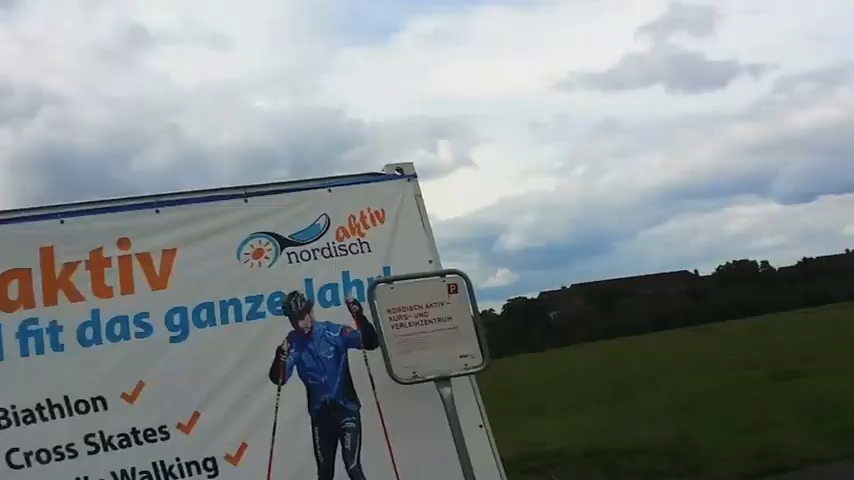 aktiv
nordisch aktiv
fit das ganze Jahr!
Biathlon
Cross Skates
Walking
NORDISCH AKTIV -
KURS- UND
VERLEIHZENTRUM